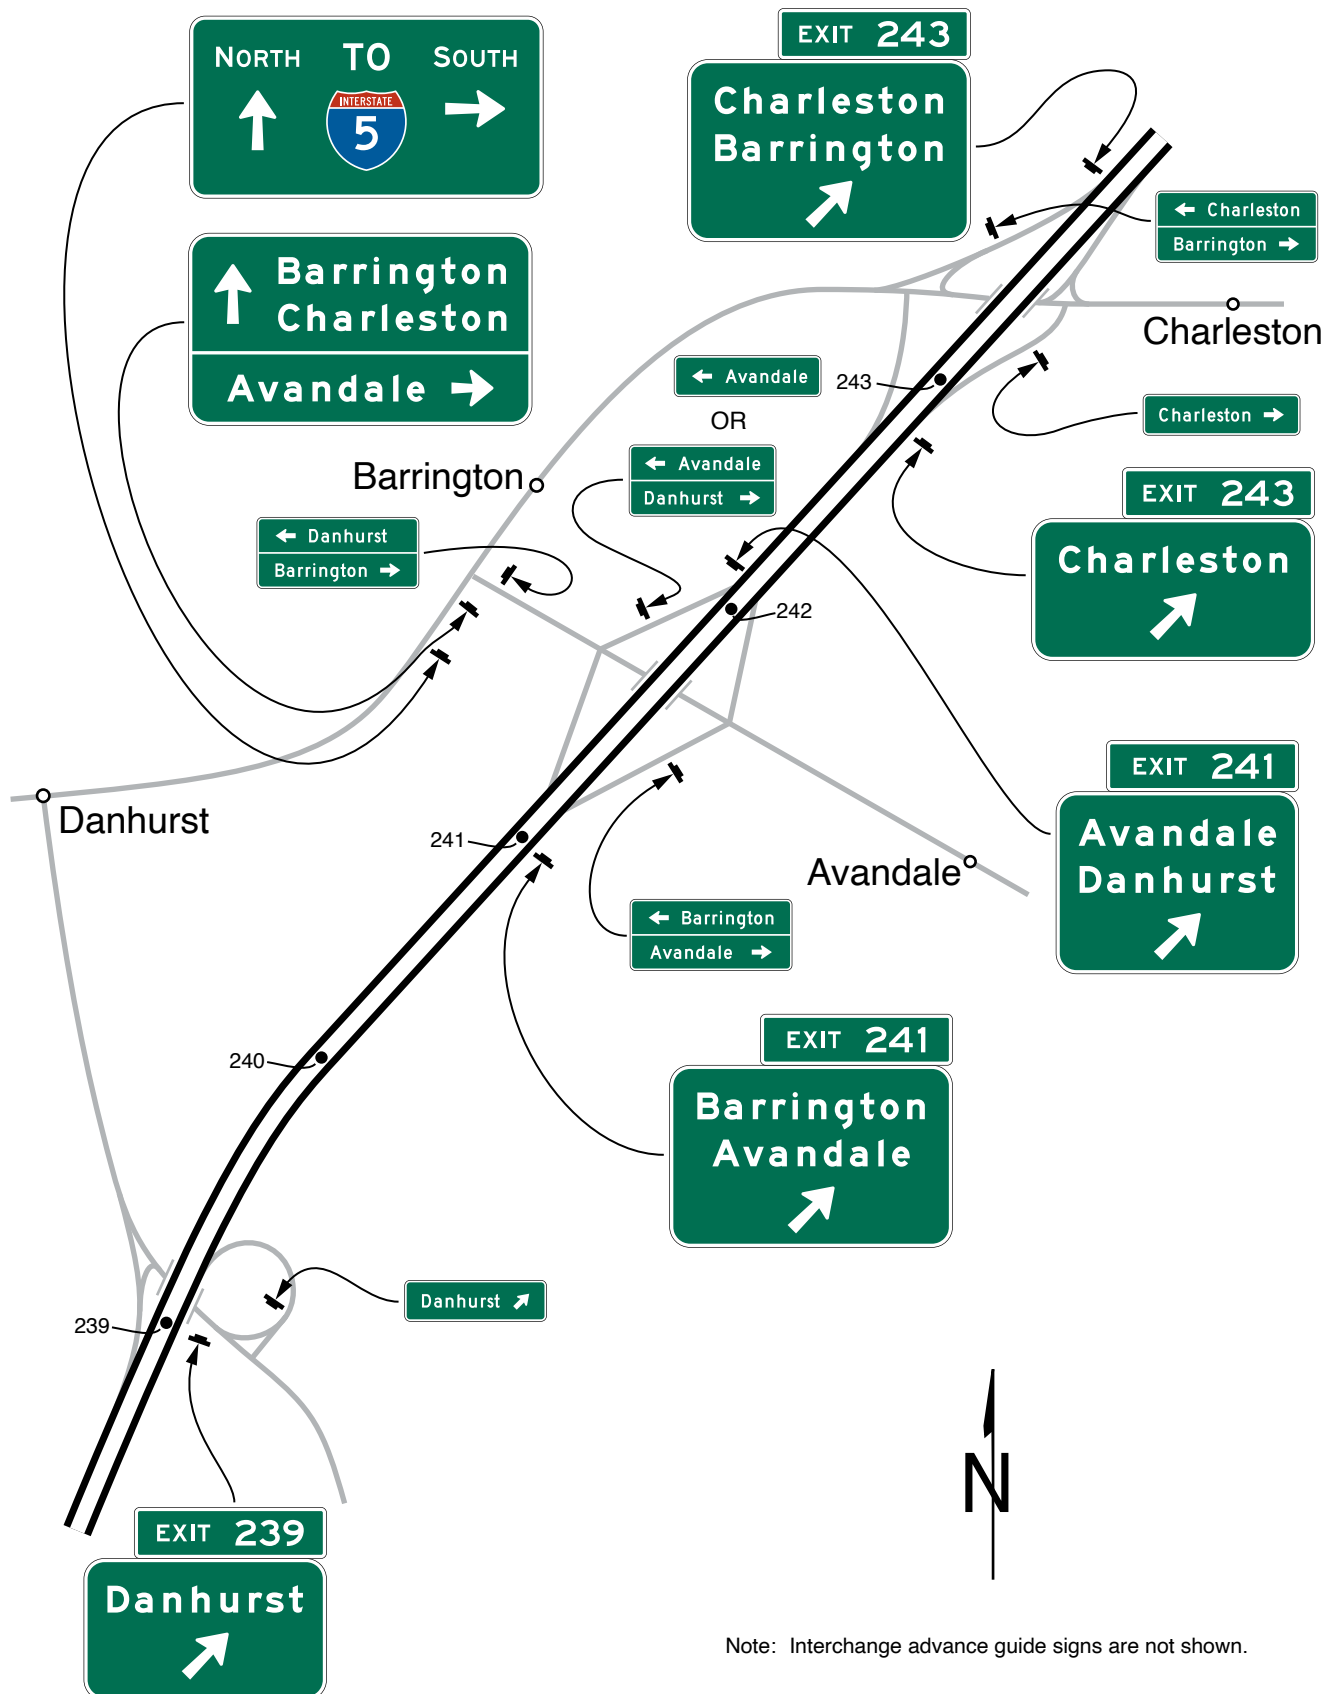 NORTH TO SOUTH
INTERSTATE
5
EXIT 243
Charleston
Barrington
Charleston
Barrington
Barrington
Charleston
Avandale
Charleston
Avandale
243
OR
Charleston
Avandale
Danhurst
Barrington
EXIT 243
Charleston
Danhurst
Barrington
242
EXIT 241
Avandale
Danhurst
Danhurst
241
Avandale
Barrington
Avandale
EXIT 241
Barrington
Avandale
240
Danhurst
239
N
EXIT 239
Danhurst
Note: Interchange advance guide signs are not shown.